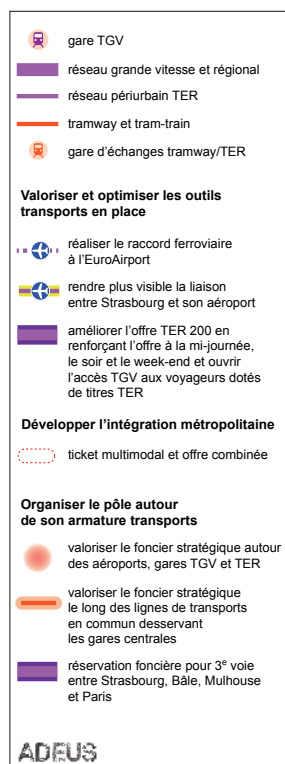 gare TGV
réseau grande vitesse et régional
réseau périurbain TER
tramway et tram-train
gare d’échanges tramway/TER
Valoriser et optimiser les outils
transports en place
réaliser le raccord ferroviaire
à l’EuroAirport
rendre plus visible la liaison
entre Strasbourg et son aéroport
améliorer l’offre TER 200 en
renforçant l’offre à la mi-journée,
le soir et le week-end et ouvrir
l’accès TGV aux voyageurs dotés
de titres TER
Développer l’intégration métropolitaine
ticket multimodal et offre combinée
Organiser le pôle autour
de son armature transports
valoriser le foncier stratégique autour
des aéroports, gares TGV et TER
valoriser le foncier stratégique
le long des lignes de transports
en commun desservant
les gares centrales
réservation foncière pour 3e voie
entre Strasbourg, Bâle, Mulhouse
et Paris
ADEUS